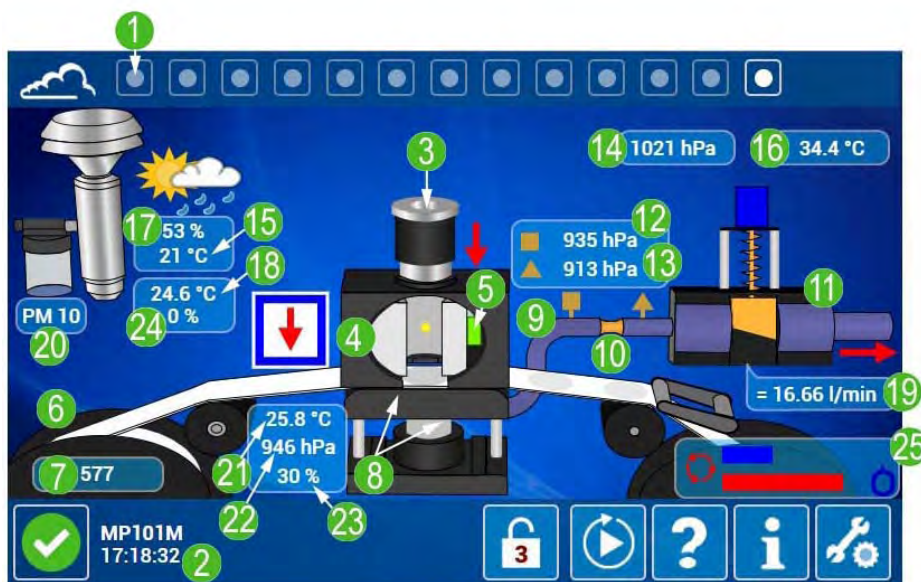 1
3
14 1021 hPa 16 34.4 °C
17 53 % 15
21 °C
12
935 hPa
18
24.6 °C
24 0 %
5
913 hPa 13
PM 10
20
4
9
10
11
= 16.66 l/min 19
6
25.8 °C
21 946 hPa
8
25
7 577
30 %
22 23
MP101M
17:18:32 2
3
?
i